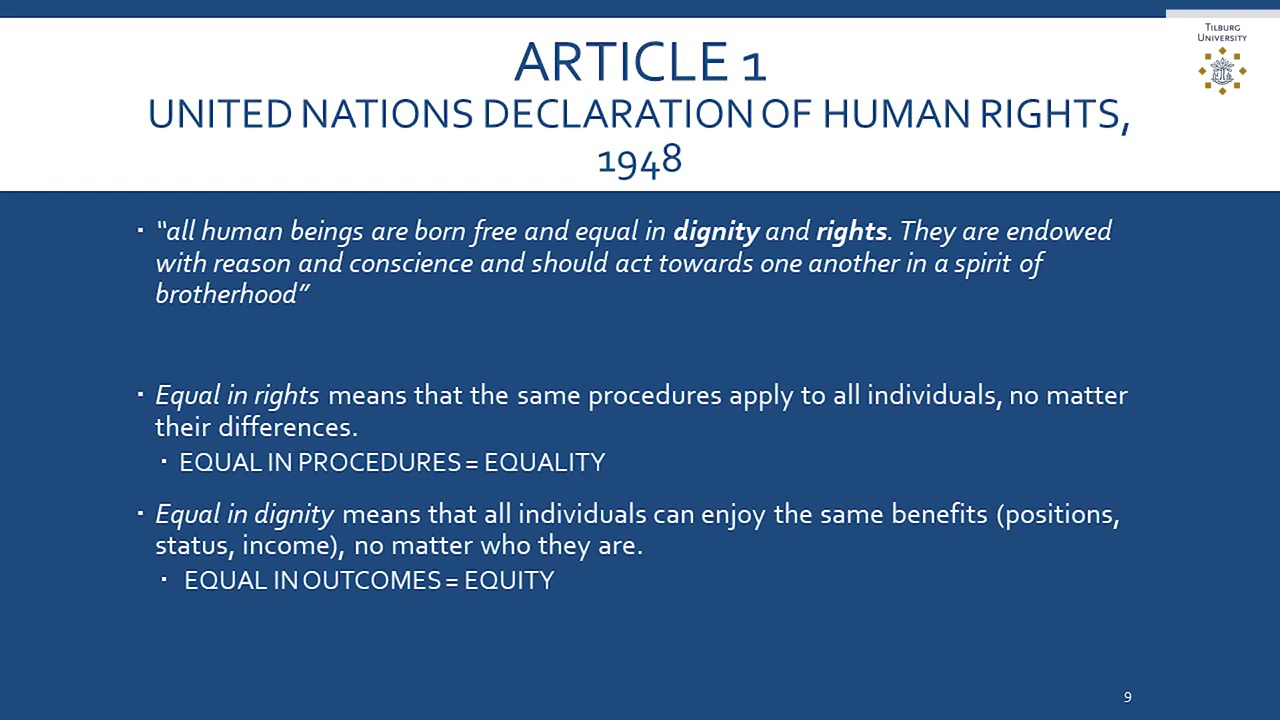 TILBURG
UNIVERSITY
ARTICLE 1
UNITED NATIONS DECLARATION OF HUMAN RIGHTS,
1948
▪ “all human beings are born free and equal in dignity and rights. They are endowed
with reason and conscience and should act towards one another in a spirit of
brotherhood”
▪ Equal in rights means that the same procedures apply to all individuals, no matter
their differences.
▪ EQUAL IN PROCEDURES = EQUALITY
▪ Equal in dignity means that all individuals can enjoy the same benefits (positions,
status, income), no matter who they are.
▪ EQUAL IN OUTCOMES = EQUITY
9